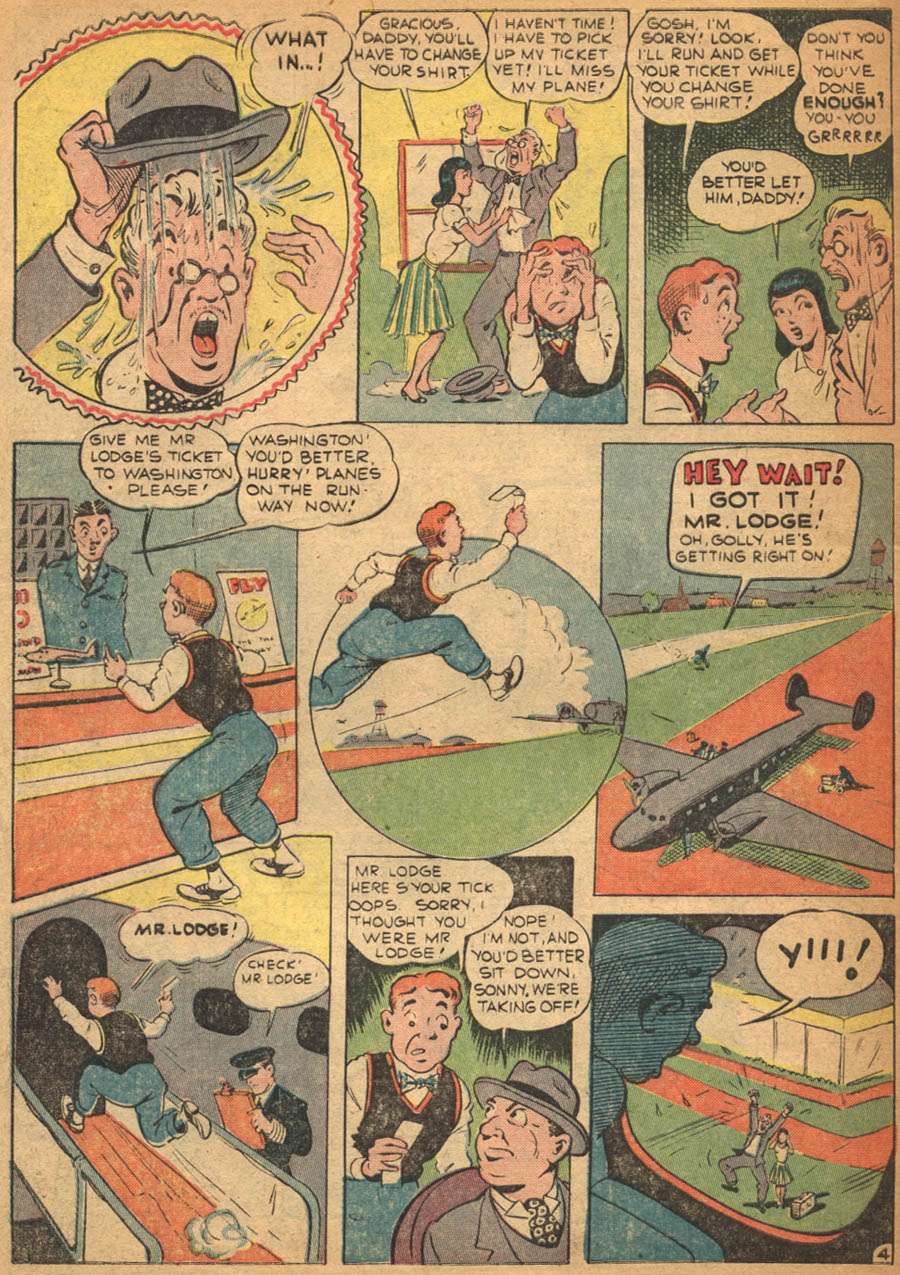 WHAT
IN...!
GRACIOUS,
DADDY, YOU'LL
HAVE TO CHANGE
YOUR SHIRT.
I HAVEN'T TIME!
I HAVE TO PICK
UP MY TICKET
YET! I'LL MISS
MY PLANE!
GOSH, I'M
SORRY! LOOK,
I'LL RUN AND GET
YOUR TICKET WHILE
YOU CHANGE
YOUR SHIRT!
YOU'D
BETTER LET
HIM, DADDY!
DON'T YOU
THINK
YOU'VE
DONE
ENOUGH?
YOU-YOU
GRRRRRR
GIVE ME MR
LODGE'S TICKET
TO WASHINGTON
PLEASE!
WASHINGTON!
YOU'D BETTER
HURRY! PLANE'S
ON THE RUN-
WAY NOW!
FLY
HEY WAIT!
I GOT IT!
MR. LODGE!
OH, GOLLY, HE'S
GETTING RIGHT ON!
MR. LODGE!
CHECK!
MR LODGE!
MR. LODGE
HERE S YOUR TICK
OOPS. SORRY, I
THOUGHT YOU
WERE MR
LODGE!
NOPE!
I'M NOT, AND
YOU'D BETTER
SIT DOWN,
SONNY, WE'RE
TAKING OFF!
YIII!
4